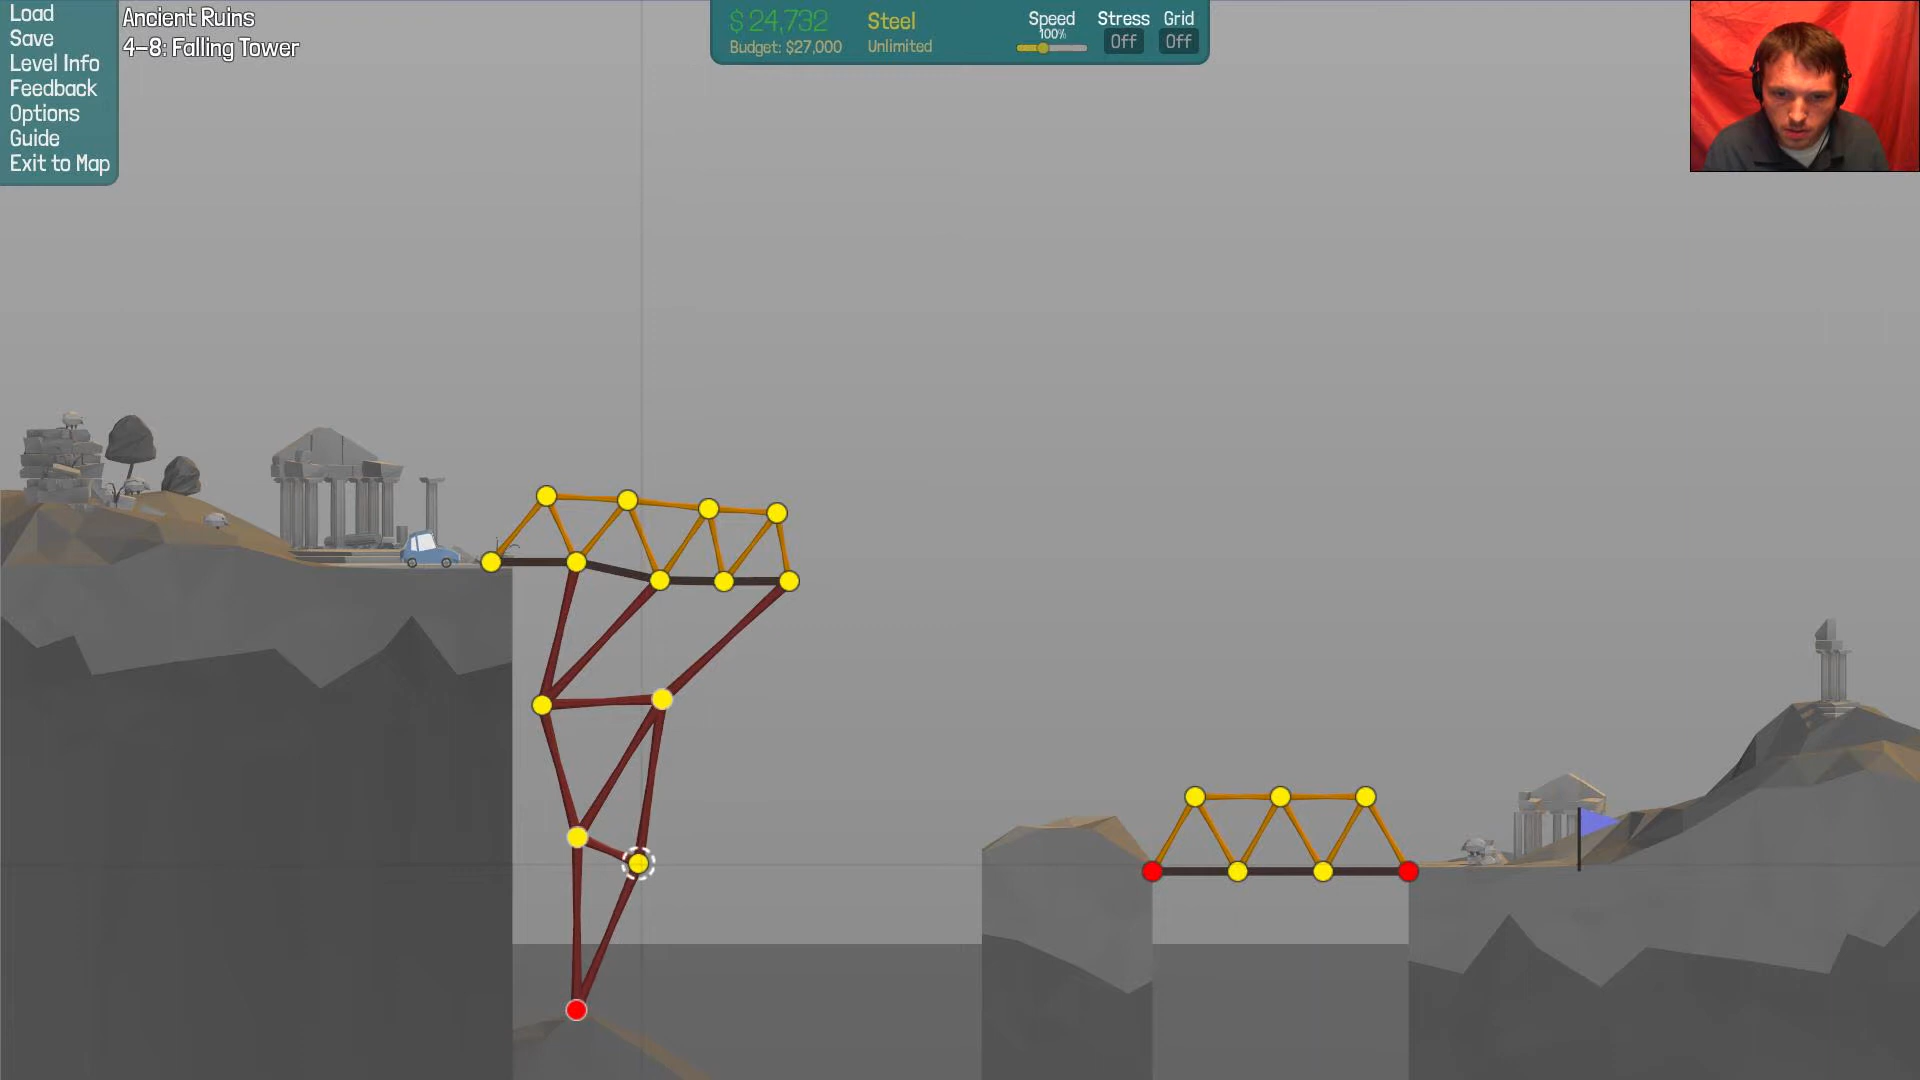 Load
Save
Level Info
Feedback
Options
Guide
Exit to Map
Ancient Ruins
4-8: Falling Tower
$ 24,732
Budget: $27,000
Steel
Unlimited
Speed
100%
Stress
Off
Grid
Off